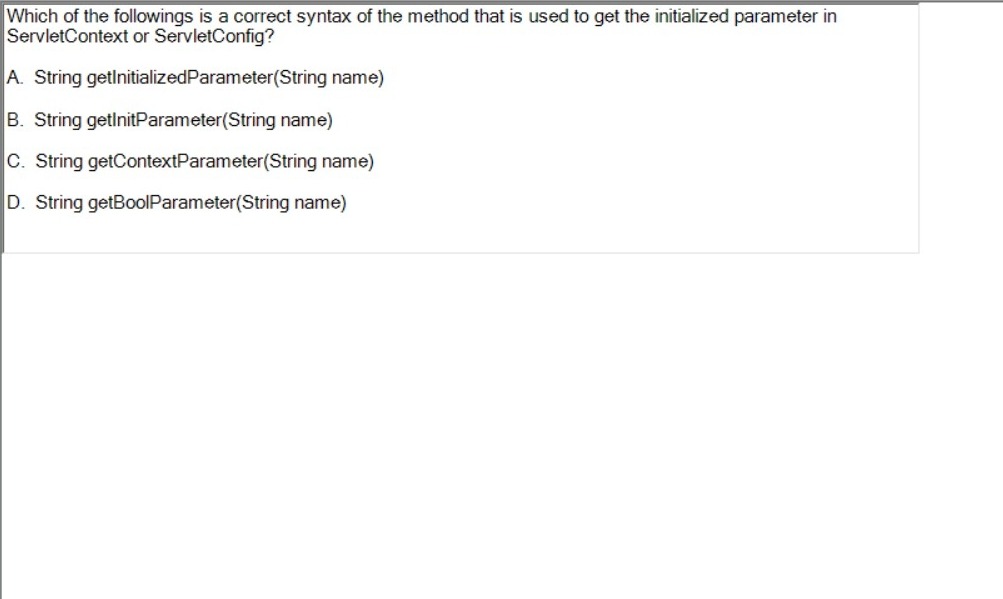 Which of the followings is a correct syntax of the method that is used to get the initialized parameter in
ServletContext or ServletConfig?
A. String getInitializedParameter(String name)
B. String getInitParameter(String name)
C. String getContextParameter(String name)
D. String getBoolParameter(String name)